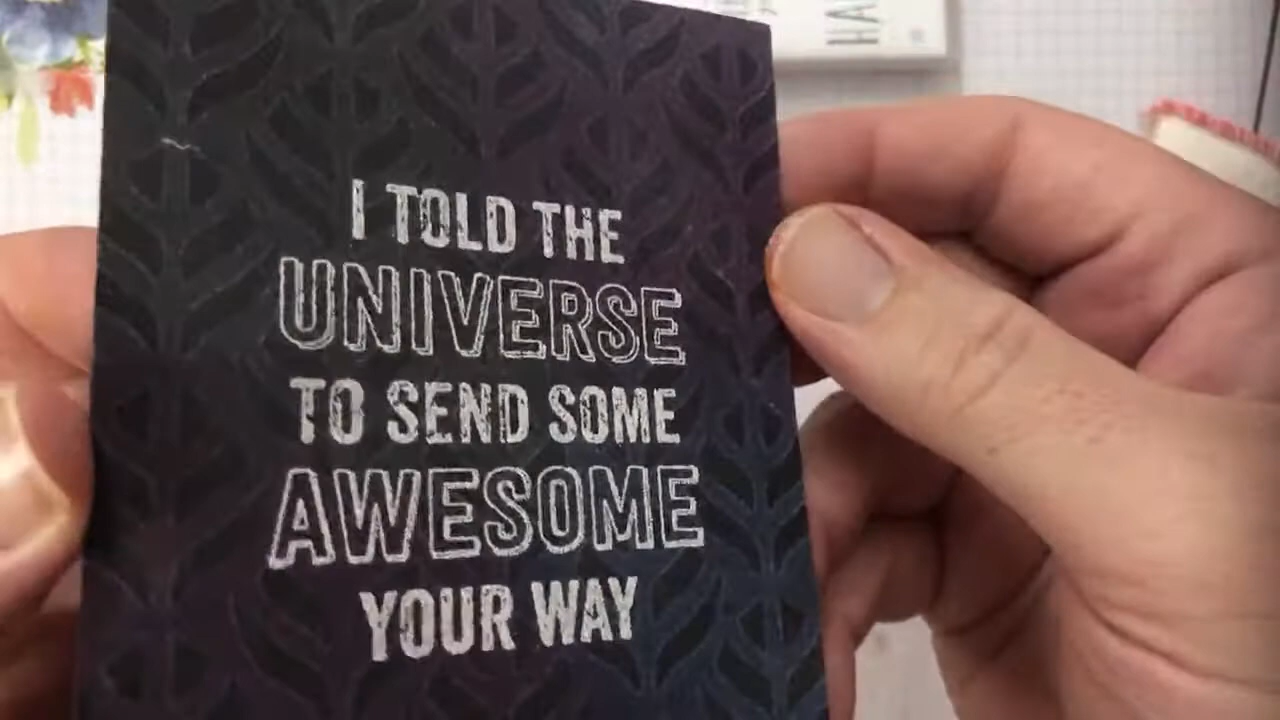 I TOLD THE
UNIVERSE
TO SEND SOME
AWESOME
YOUR WAY